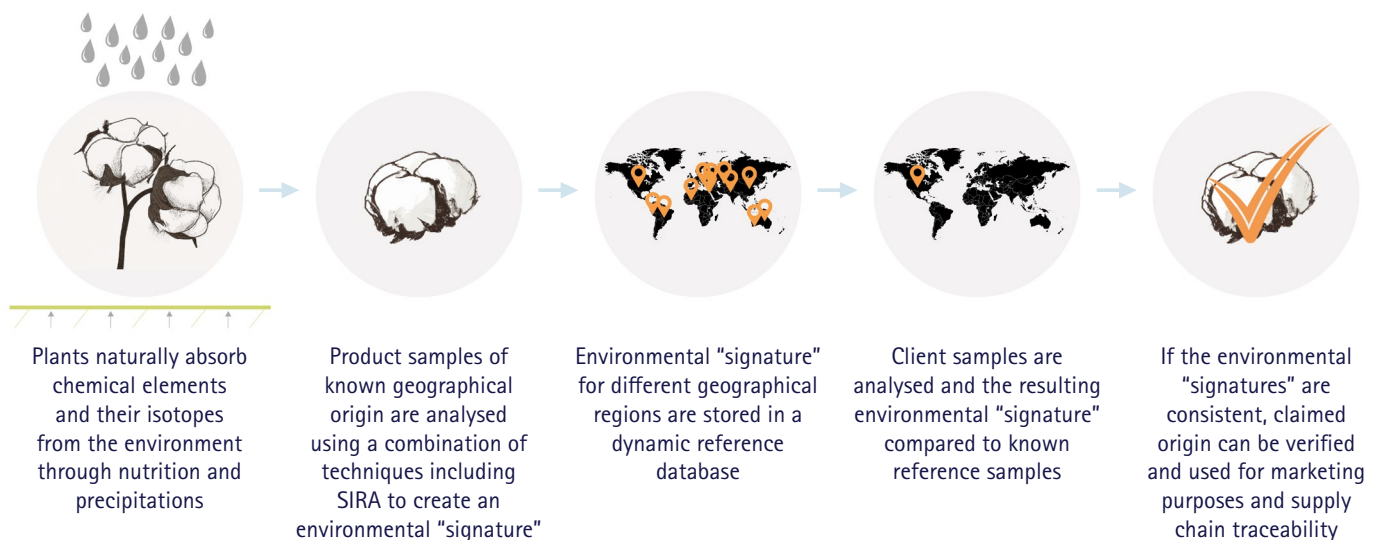 Plants naturally absorb
chemical elements
and their isotopes
from the environment
through nutrition and
precipitations
Product samples of
known geographical
origin are analysed
using a combination of
techniques including
SIRA to create an
environmental “signature”
Environmental “signature”
for different geographical
regions are stored in a
dynamic reference
database
Client samples are
analysed and the resulting
environmental “signature”
compared to known
reference samples
If the environmental
“signatures” are
consistent, claimed
origin can be verified
and used for marketing
purposes and supply
chain traceability